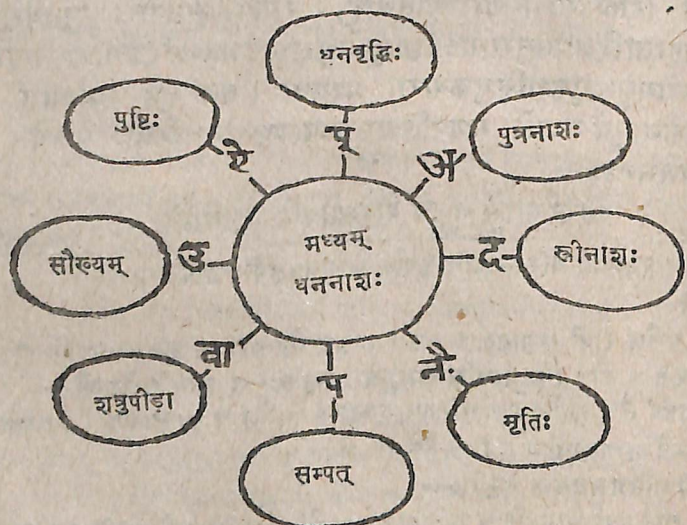 धनवृद्धिः
पू
पुष्टिः
ऐ
अ
पुत्रनाशः
सौख्यम्
उ
मध्यम्
धननाशः
द
स्त्रीनाशः
वा
शत्रुपीड़ा
प
नै
मृतिः
सम्पत्